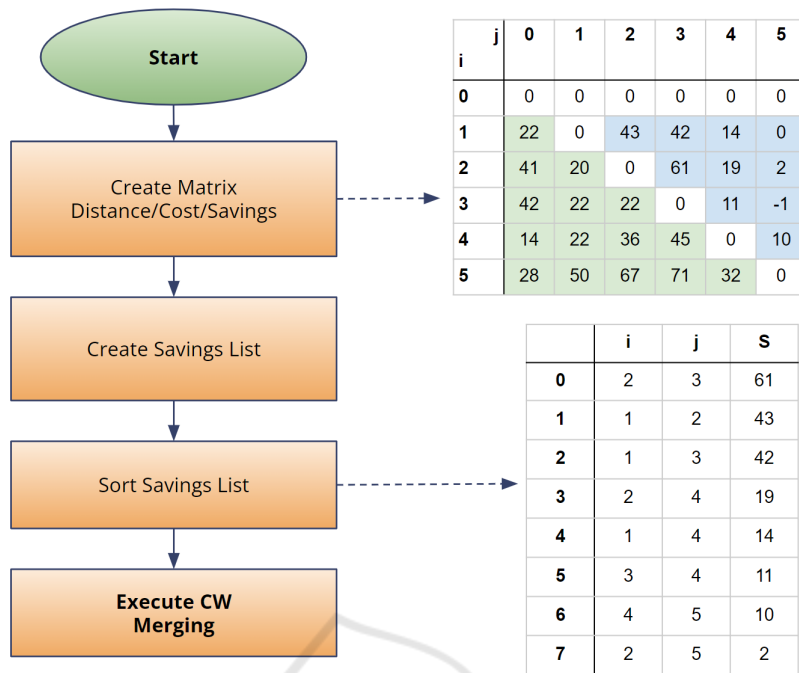 Start
Create Matrix
Distance/Cost/Savings
Create Savings List
Sort Savings List
Execute CW
Merging
j 0 1 2 3 4 5
i
0 0 0 0 0 0 0
1 22 0 43 42 14 0
2 41 20 0 61 19 2
3 42 22 22 0 11 -1
4 14 22 36 45 0 10
5 28 50 67 71 32 0
i j S
0 2 3 61
1 1 2 43
2 1 3 42
3 2 4 19
4 1 4 14
5 3 4 11
6 4 5 10
7 2 5 2